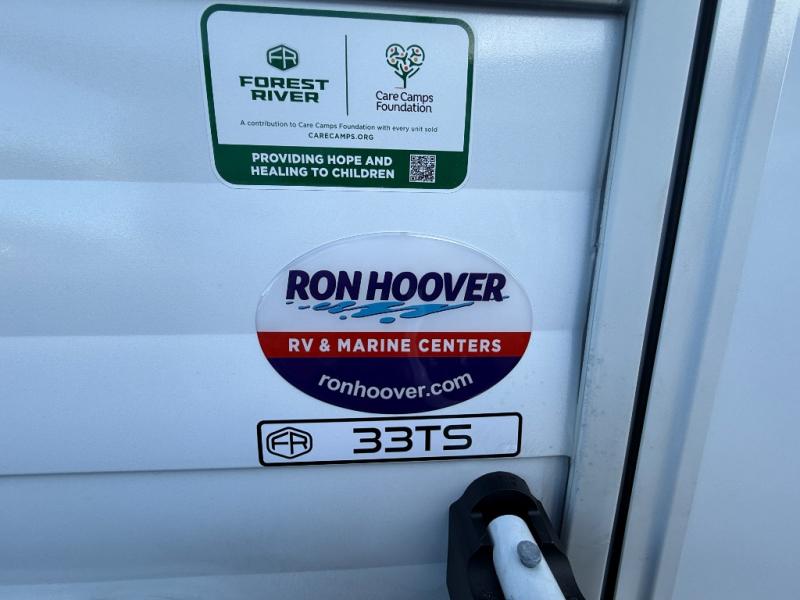 FR
FOREST
RIVER
Care Camps
Foundation
A contribution to Care Camps Foundation with every unit sold
CARECAMPS.ORG
PROVIDING HOPE AND
HEALING TO CHILDREN
RON HOOVER
RV & MARINE CENTERS
ronhoover.com
FR 33TS